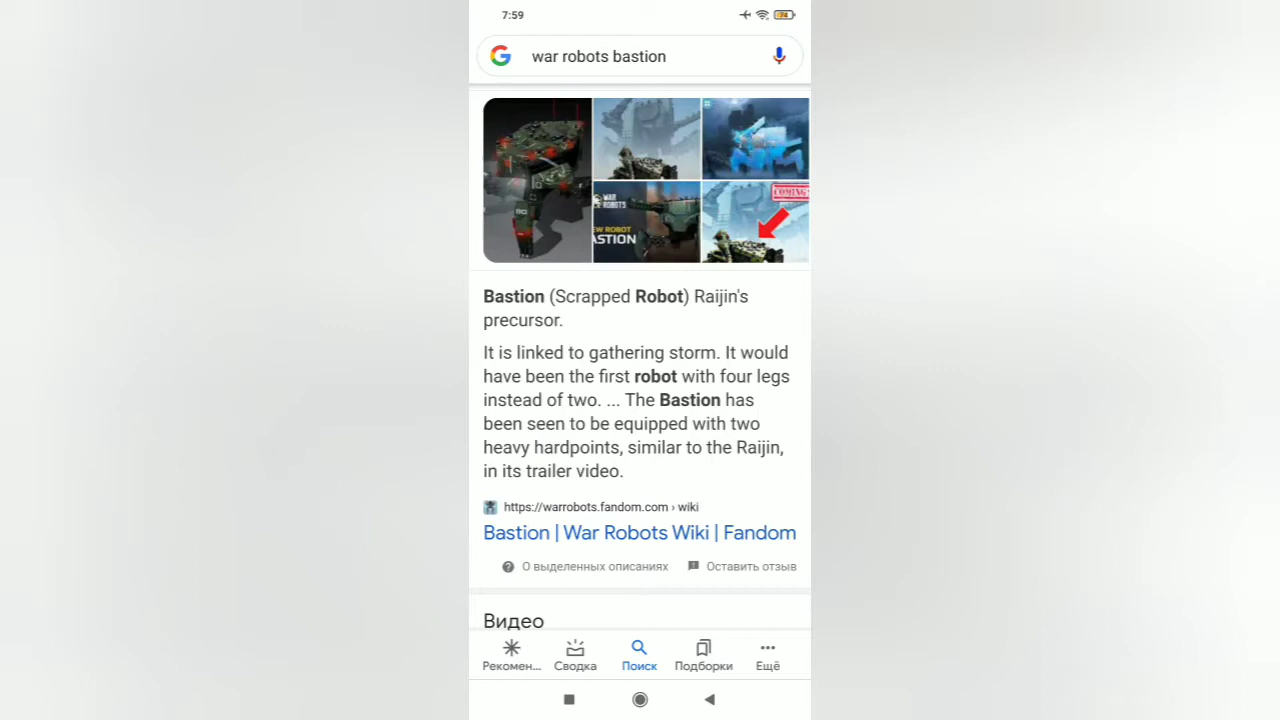 7:59
74
war robots bastion
WAR
ROBOTS
EW ROBOT
ASTION
COMING
Bastion (Scrapped Robot) Raijin's
precursor.
It is linked to gathering storm. It would
have been the first robot with four legs
instead of two. ... The Bastion has
been seen to be equipped with two
heavy hardpoints, similar to the Raijin,
in its trailer video.
https://warrobots.fandom.com › wiki
Bastion | War Robots Wiki | Fandom
О выделенных описаниях Оставить отзыв
Видео
Рекомен... Сводка Поиск Подборки Ещё